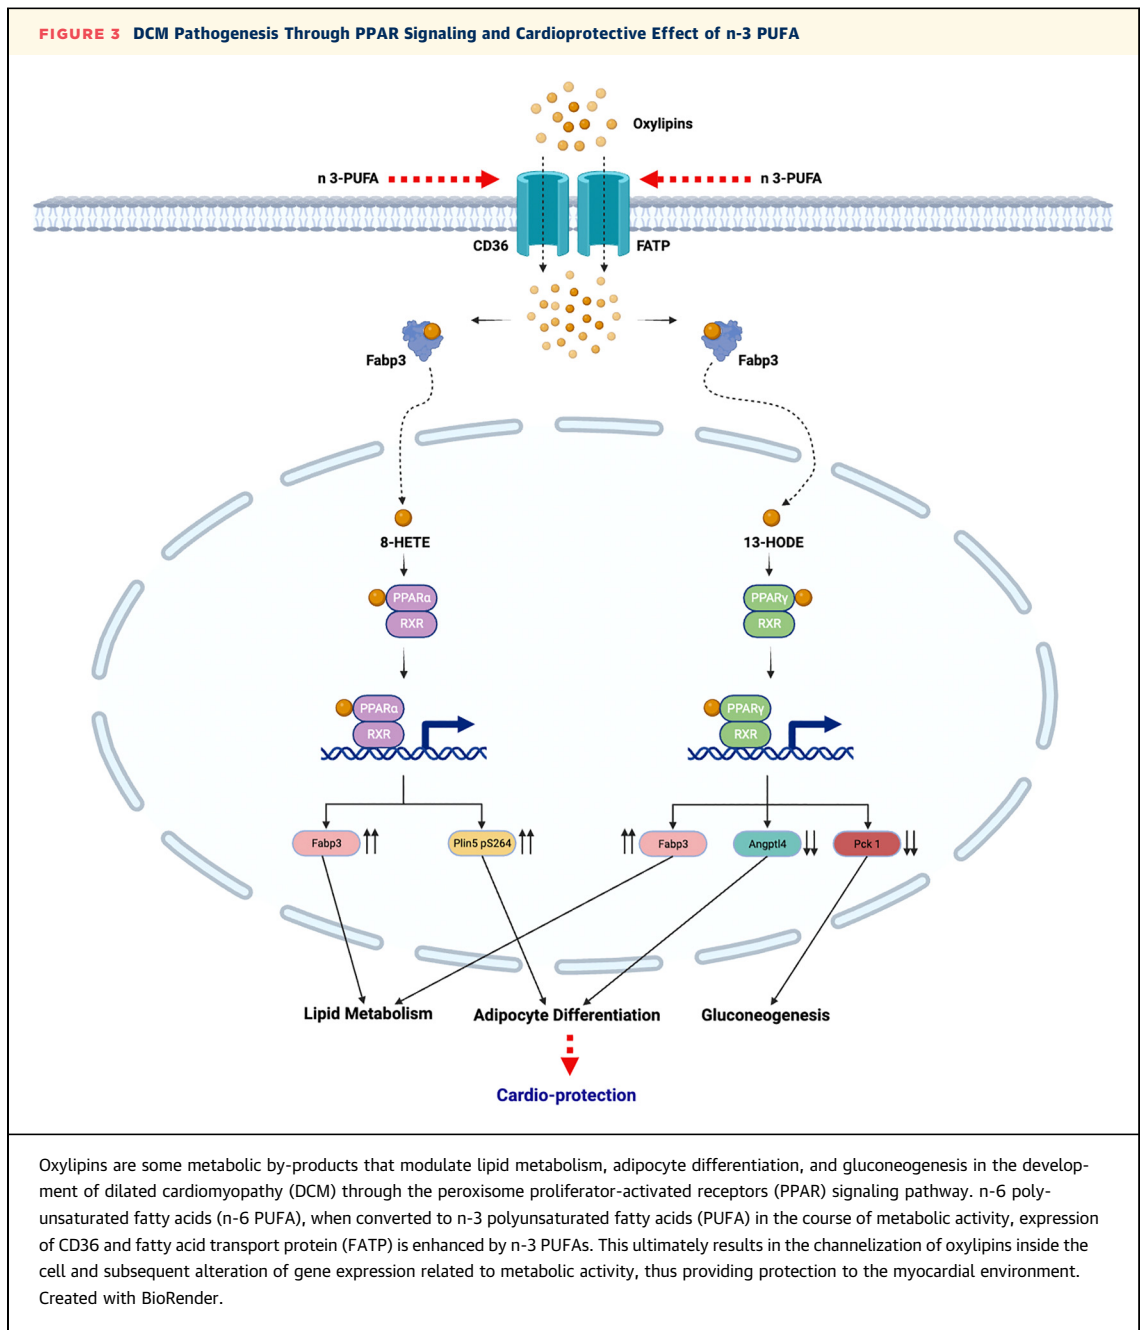 FIGURE 3 DCM Pathogenesis Through PPAR Signaling and Cardioprotective Effect of n-3 PUFA
Oxylipins
n 3-PUFA
n 3-PUFA
CD36
FATP
Fabp3
Fabp3
8-HETE
13-HODE
PPARα
RXR
PPARγ
RXR
PPARα
RXR
PPARγ
RXR
Fabp3
Plin5 pS264
Fabp3
Angptl4
Pck 1
Lipid Metabolism
Adipocyte Differentiation
Gluconeogenesis
Cardio-protection
Oxylipins are some metabolic by-products that modulate lipid metabolism, adipocyte differentiation, and gluconeogenesis in the develop-
ment of dilated cardiomyopathy (DCM) through the peroxisome proliferator-activated receptors (PPAR) signaling pathway. n-6 poly-
unsaturated fatty acids (n-6 PUFA), when converted to n-3 polyunsaturated fatty acids (PUFA) in the course of metabolic activity, expression
of CD36 and fatty acid transport protein (FATP) is enhanced by n-3 PUFAs. This ultimately results in the channelization of oxylipins inside the
cell and subsequent alteration of gene expression related to metabolic activity, thus providing protection to the myocardial environment.
Created with BioRender.